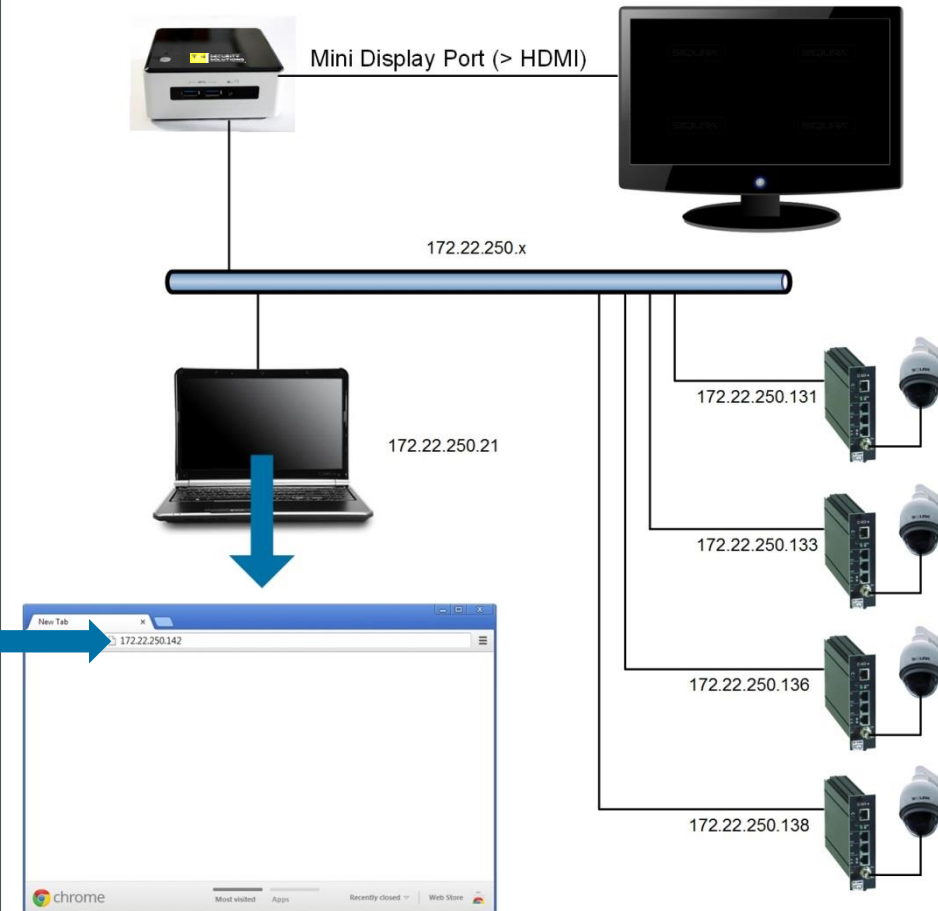 SECURITY
SOLUTIONS
Mini Display Port (> HDMI)
172.22.250.x
172.22.250.131
172.22.250.21
172.22.250.133
New Tab
172.22.250.142
172.22.250.136
172.22.250.138
chrome
Most visited
Apps
Recently closed
Web Store